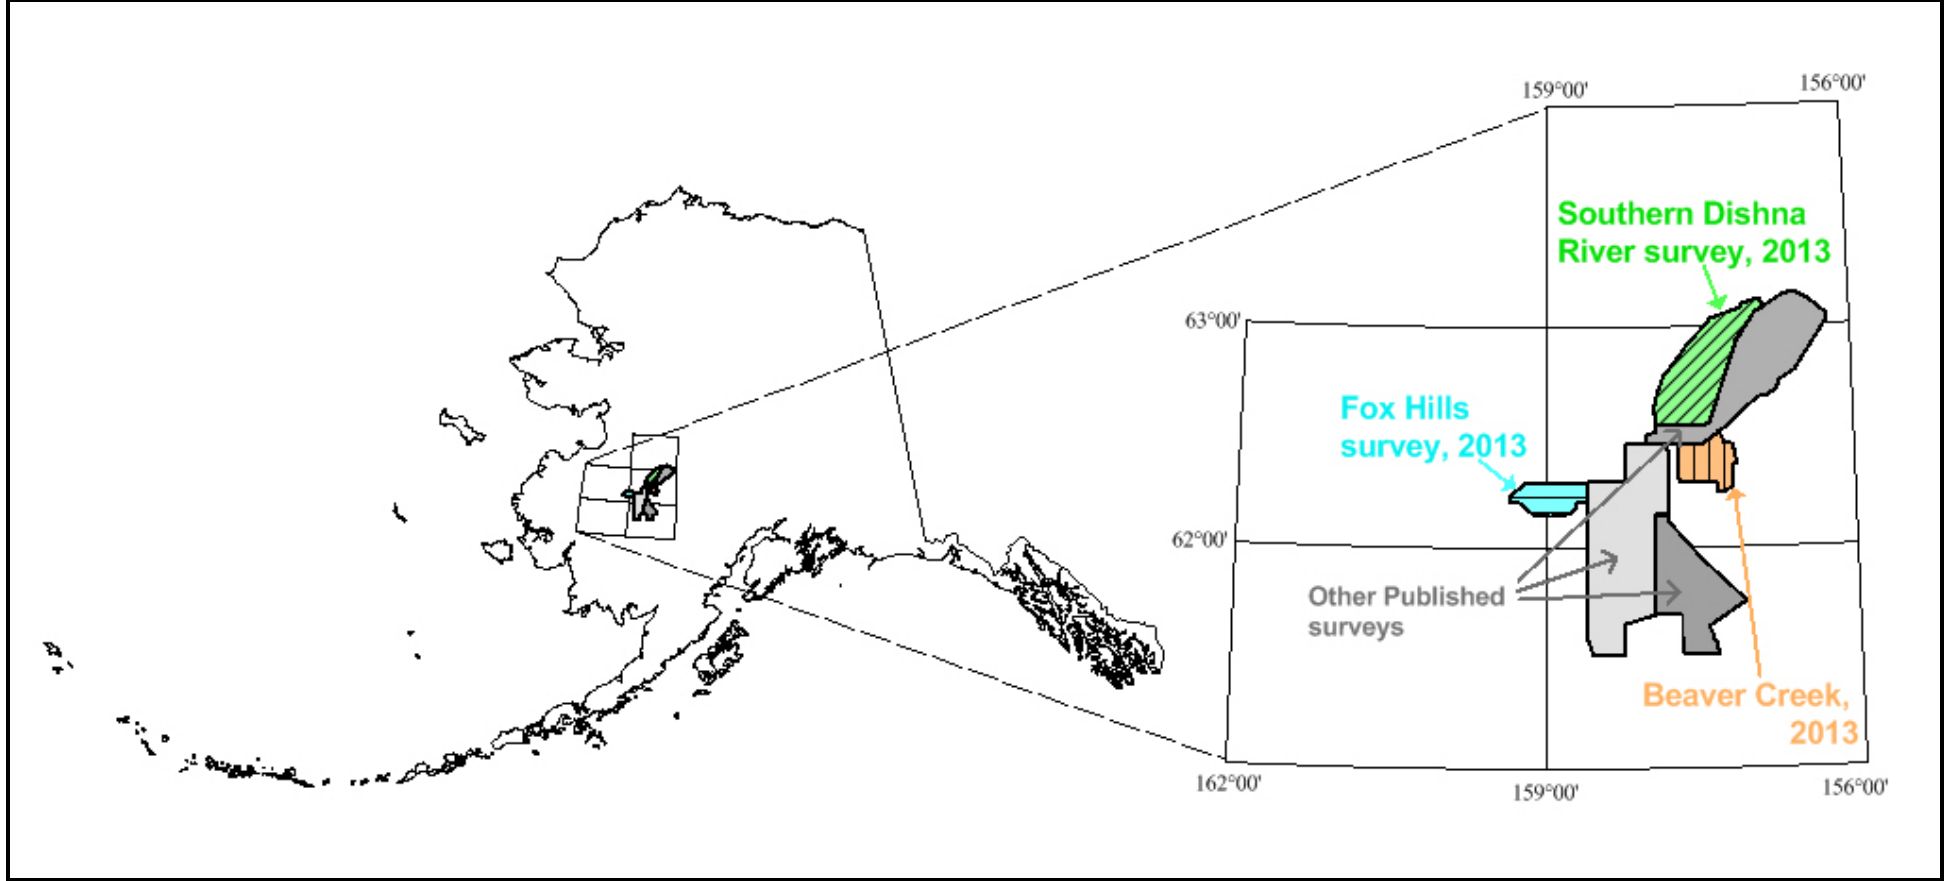 159°00'
156°00'
Southern Dishna
River survey, 2013
63°00'
Fox Hills
survey, 2013
62°00'
Other Published
surveys
Beaver Creek,
2013
162°00'
159°00'
156°00'